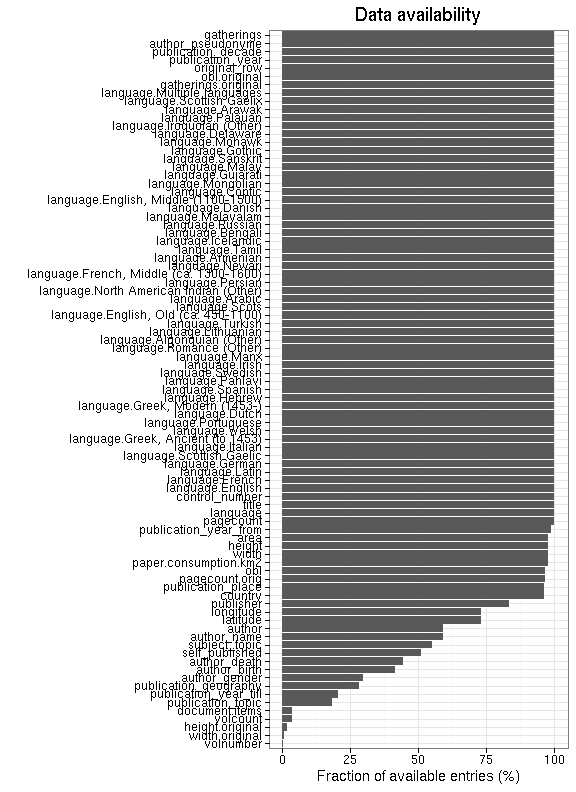 Data availability
gatherings
author_pseudonyme
publication_decade
publication_year
original_row
obl.original
gatherings.original
language.Multiple languages
language.Scottish Gaelix
language.Arawak
language.Palauan
language.Iroquoian (Other)
language.Delaware
language.Mohawk
language.Gothic
language.Sanskrit
language.Malay
language.Gujarati
language.Mongolian
language.Coptic
language.English, Middle (1100-1500)
language.Danish
language.Malayalam
language.Russian
language.Bengali
language.Icelandic
language.Tamil
language.Armenian
language.Newari
language.French, Middle (ca. 1300-1600)
language.Persian
language.North American Indian (Other)
language.Arabic
language.Scots
language.English, Old (ca. 450-1100)
language.Turkish
language.Lithuanian
language.Algonquian (Other)
language.Romance (Other)
language.Manx
language.Irish
language.Swedish
language.Pahlavi
language.Spanish
language.Hebrew
language.Greek, Modern (1453-)
language.Dutch
language.Portuguese
language.Welsh
language.Greek, Ancient (to 1453)
language.Italian
language.Scottish Gaelic
language.German
language.Latin
language.French
language.English
control_number
title
language
pagecount
publication_year_from
area
height
width
paper.consumption.km2
obl
pagecount.orig
publication_place
country
publisher
longitude
latitude
author
author_name
subject_topic
self_published
author_death
author_birth
author_gender
publication_geography
publication_year_till
publication_topic
document.items
volcount
height.original
width.original
volnumber
0 25 50 75 100
Fraction of available entries (%)